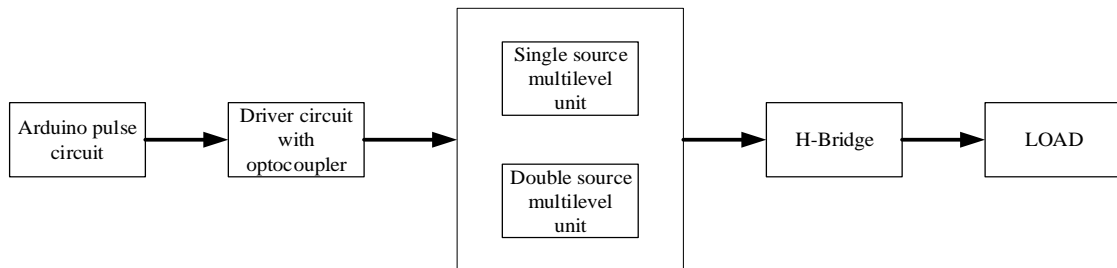 Arduino pulse
circuit
Driver circuit
with
optocoupler
Single source
multilevel
unit
Double source
multilevel
unit
H-Bridge
LOAD